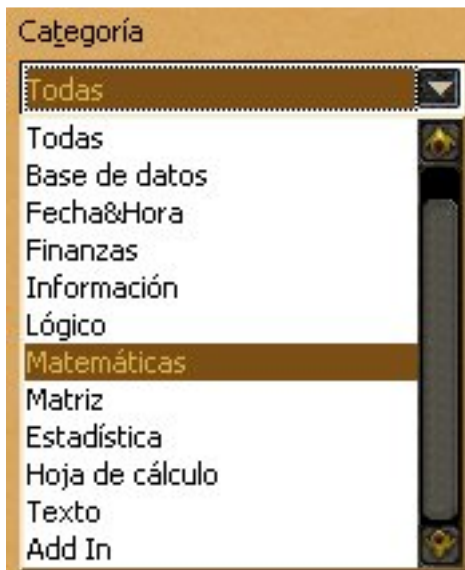 Categoría
Todas
Todas
Base de datos
Fecha&Hora
Finanzas
Información
Lógico
Matemáticas
Matriz
Estadística
Hoja de cálculo
Texto
Add In